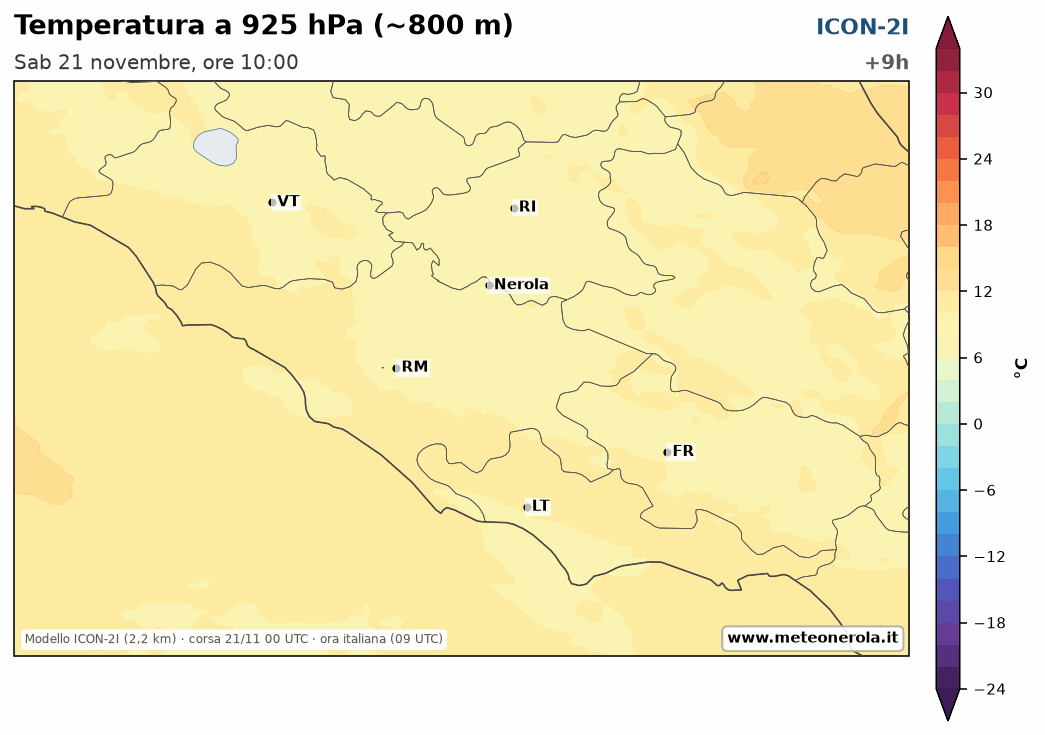 Temperatura a 925 hPa (~800 m)
ICON-2I
Sab 21 novembre, ore 10:00
+9h
VT
RI
Nerola
RM
FR
LT
Modello ICON-2I (2,2 km) · corsa 21/11 00 UTC · ora italiana (09 UTC)
www.meteonerola.it
30
24
18
12
6
0
−6
−12
−18
−24
°C